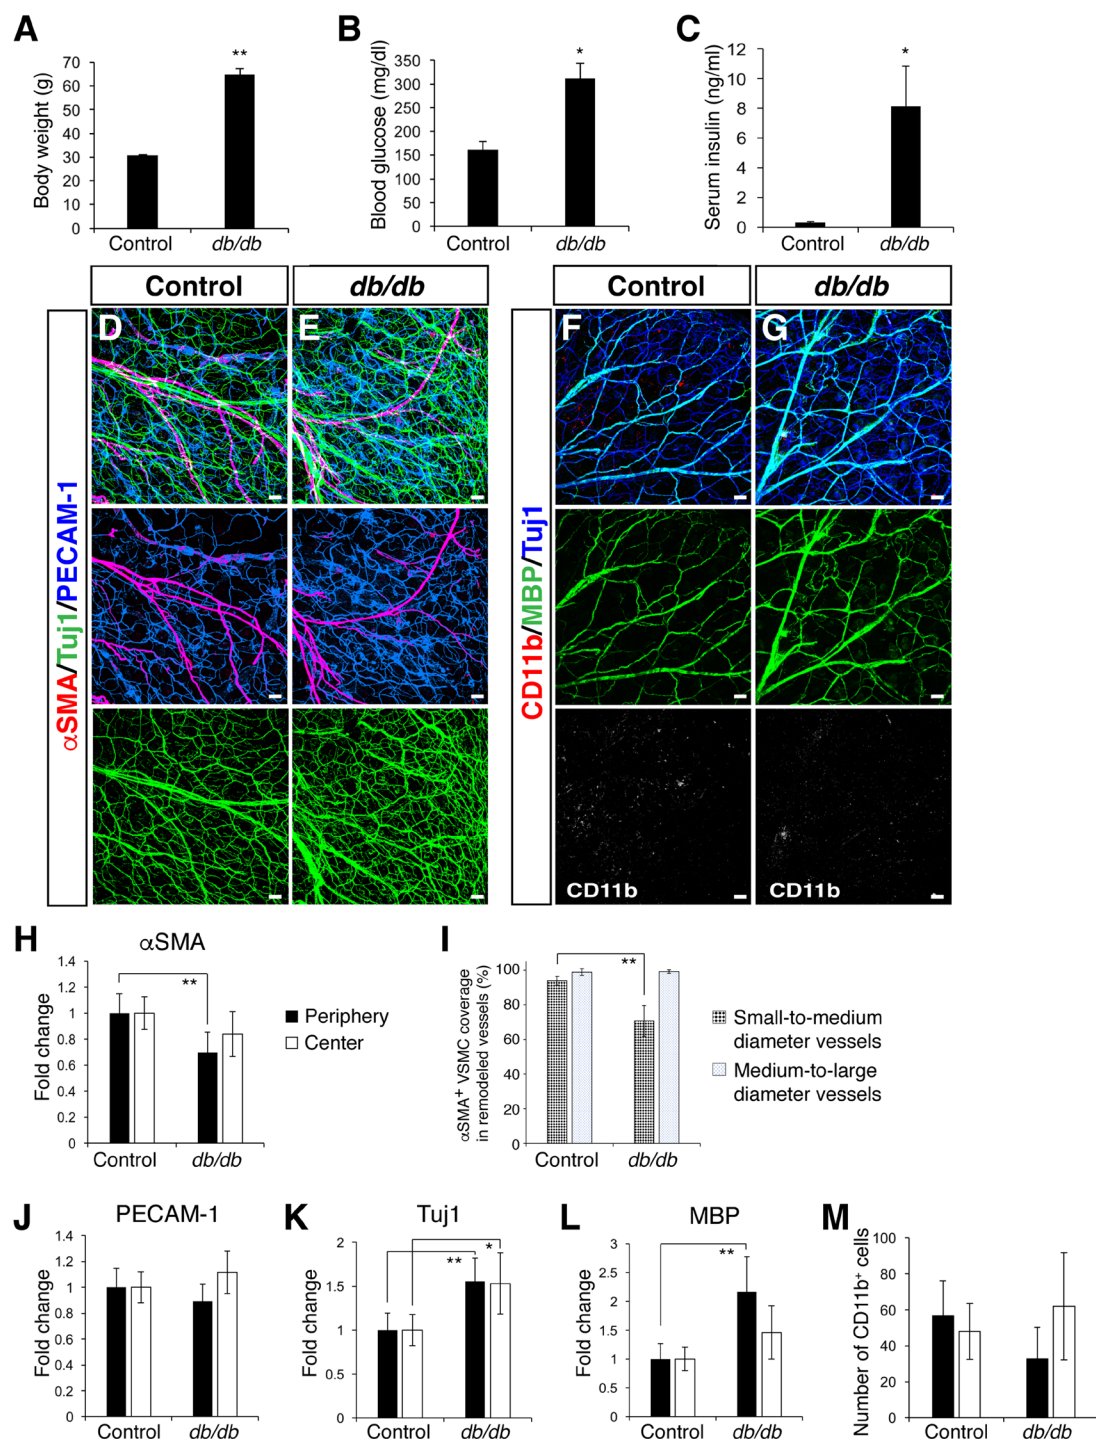 A
B
C
Body weight (g)
70
60
50
40
30
20
10
0
**
Control
db/db
Blood glucose (mg/dl)
350
300
250
200
150
100
50
0
*
Control
db/db
Serum insulin (ng/ml)
12
10
8
6
4
2
0
*
Control
db/db
Control
db/db
Control
db/db
αSMA/Tuj1/PECAM-1
D
E
CD11b/MBP/Tuj1
F
G
CD11b
CD11b
H
αSMA
Fold change
1.4
1.2
1
0.8
0.6
0.4
0.2
0
**
Control
db/db
Periphery
Center
I
αSMA⁺ VSMC coverage
in remodeled vessels (%)
100
80
60
40
20
0
**
Control
db/db
Small-to-medium
diameter vessels
Medium-to-large
diameter vessels
J
PECAM-1
Fold change
1.4
1.2
1
0.8
0.6
0.4
0.2
0
Control
db/db
K
Tuj1
Fold change
2
1.5
1
0.5
0
**
*
Control
db/db
L
MBP
Fold change
3
2.5
2
1.5
1
0.5
0
**
Control
db/db
M
Number of CD11b⁺ cells
100
80
60
40
20
0
Control
db/db